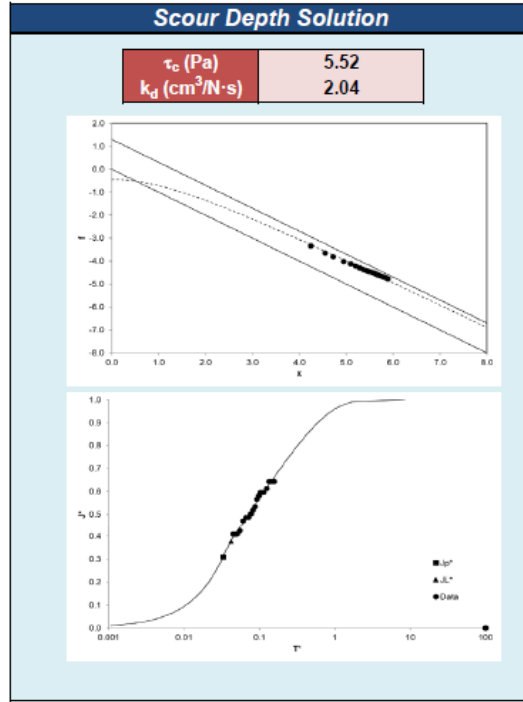 Scour Depth Solution
τc (Pa) 5.52
kd (cm³/N·s) 2.04
2.0
1.0
0.0
-1.0
-2.0
-3.0
-4.0
-5.0
-6.0
-7.0
-8.0
f
0.0 1.0 2.0 3.0 4.0 5.0 6.0 7.0 8.0
x
1.0
0.9
0.8
0.7
0.6
0.5
0.4
0.3
0.2
0.1
0.0
J*
Jp*
JL*
Data
0.001 0.01 0.1 1 10 100
T*